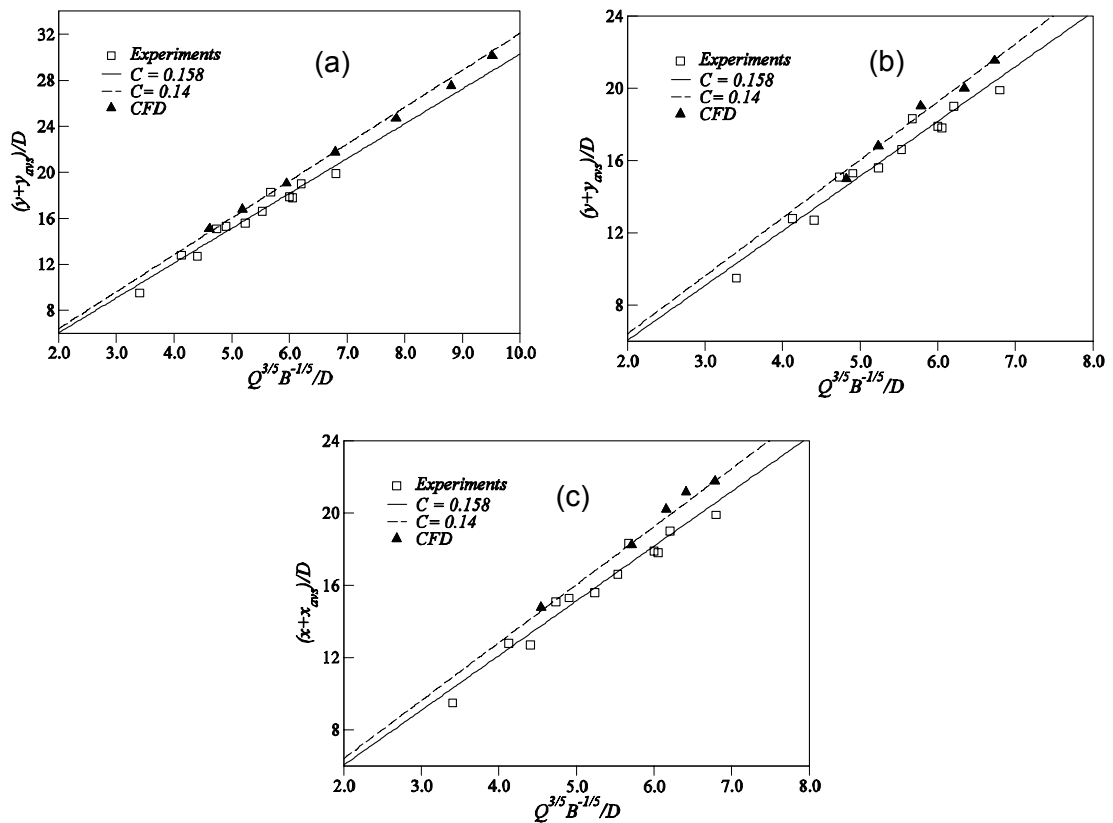 (a)
Experiments
C = 0.158
C= 0.14
CFD
(y+y_avs)/D
32
28
24
20
16
12
8
2.0 3.0 4.0 5.0 6.0 7.0 8.0 9.0 10.0
Q^3/5 B^-1/5/D
(b)
Experiments
C = 0.158
C= 0.14
CFD
(y+y_avs)/D
24
20
16
12
8
2.0 3.0 4.0 5.0 6.0 7.0 8.0
Q^3/5 B^-1/5/D
(c)
Experiments
C = 0.158
C= 0.14
CFD
(x+x_avs)/D
24
20
16
12
8
2.0 3.0 4.0 5.0 6.0 7.0 8.0
Q^3/5 B^-1/5/D